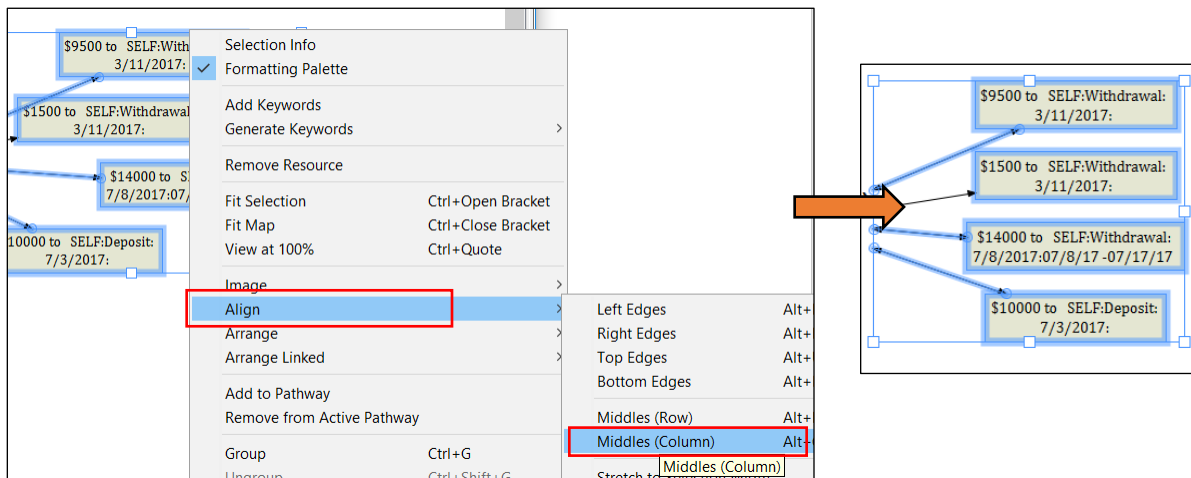 $9500 to SELF:With
3/11/2017:
$1500 to SELF:Withdrawal
3/11/2017:
$14000 to
7/8/2017:07/
10000 to SELF:Deposit:
7/3/2017:
Selection Info
Formatting Palette
Add Keywords
Generate Keywords
Remove Resource
Fit Selection Ctrl+Open Bracket
Fit Map Ctrl+Close Bracket
View at 100% Ctrl+Quote
Image
Align
Arrange
Arrange Linked
Add to Pathway
Remove from Active Pathway
Group Ctrl+G
Ungroup Ctrl+Shift+G
Left Edges Alt+
Right Edges Alt+
Top Edges Alt+
Bottom Edges Alt+
Middles (Row) Alt+
Middles (Column) Alt+
Middles (Column)
Stretch to
$9500 to SELF:Withdrawal:
3/11/2017:
$1500 to SELF:Withdrawal:
3/11/2017:
$14000 to SELF:Withdrawal:
7/8/2017:07/8/17 -07/17/17
$10000 to SELF:Deposit:
7/3/2017: